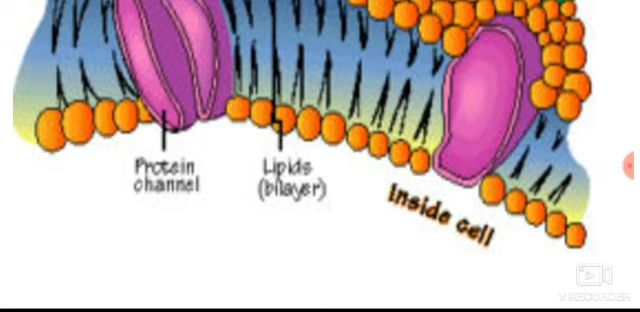 Protein
channel
Lipids
(bilayer)
Inside cell
V RECORDER